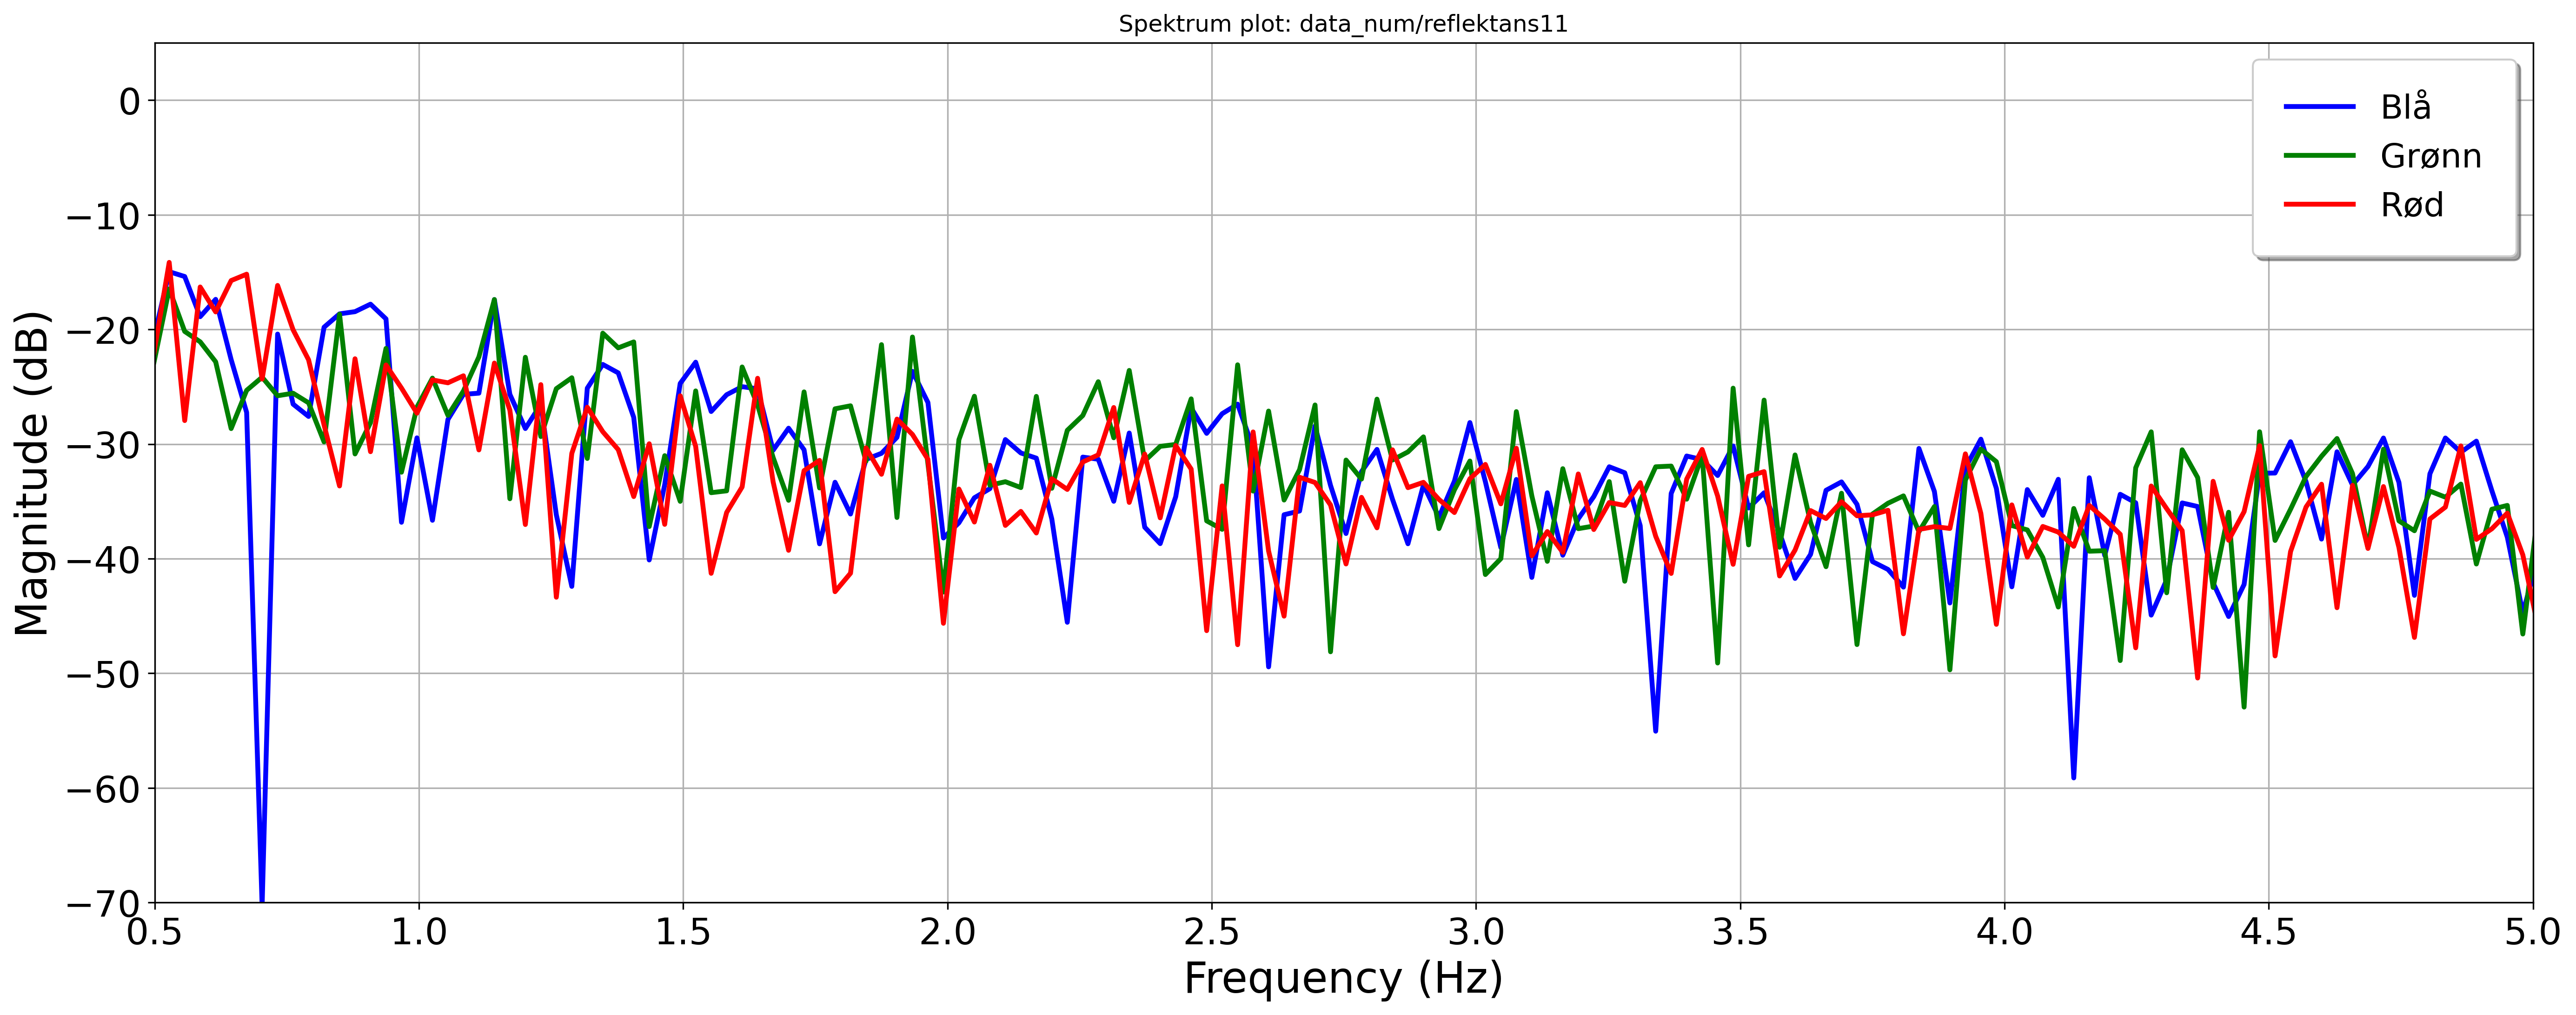 Spektrum plot: data_num/reflektans11
Magnitude (dB)
0
−10
−20
−30
−40
−50
−60
−70
0.5 1.0 1.5 2.0 2.5 3.0 3.5 4.0 4.5 5.0
Frequency (Hz)
Blå
Grønn
Rød